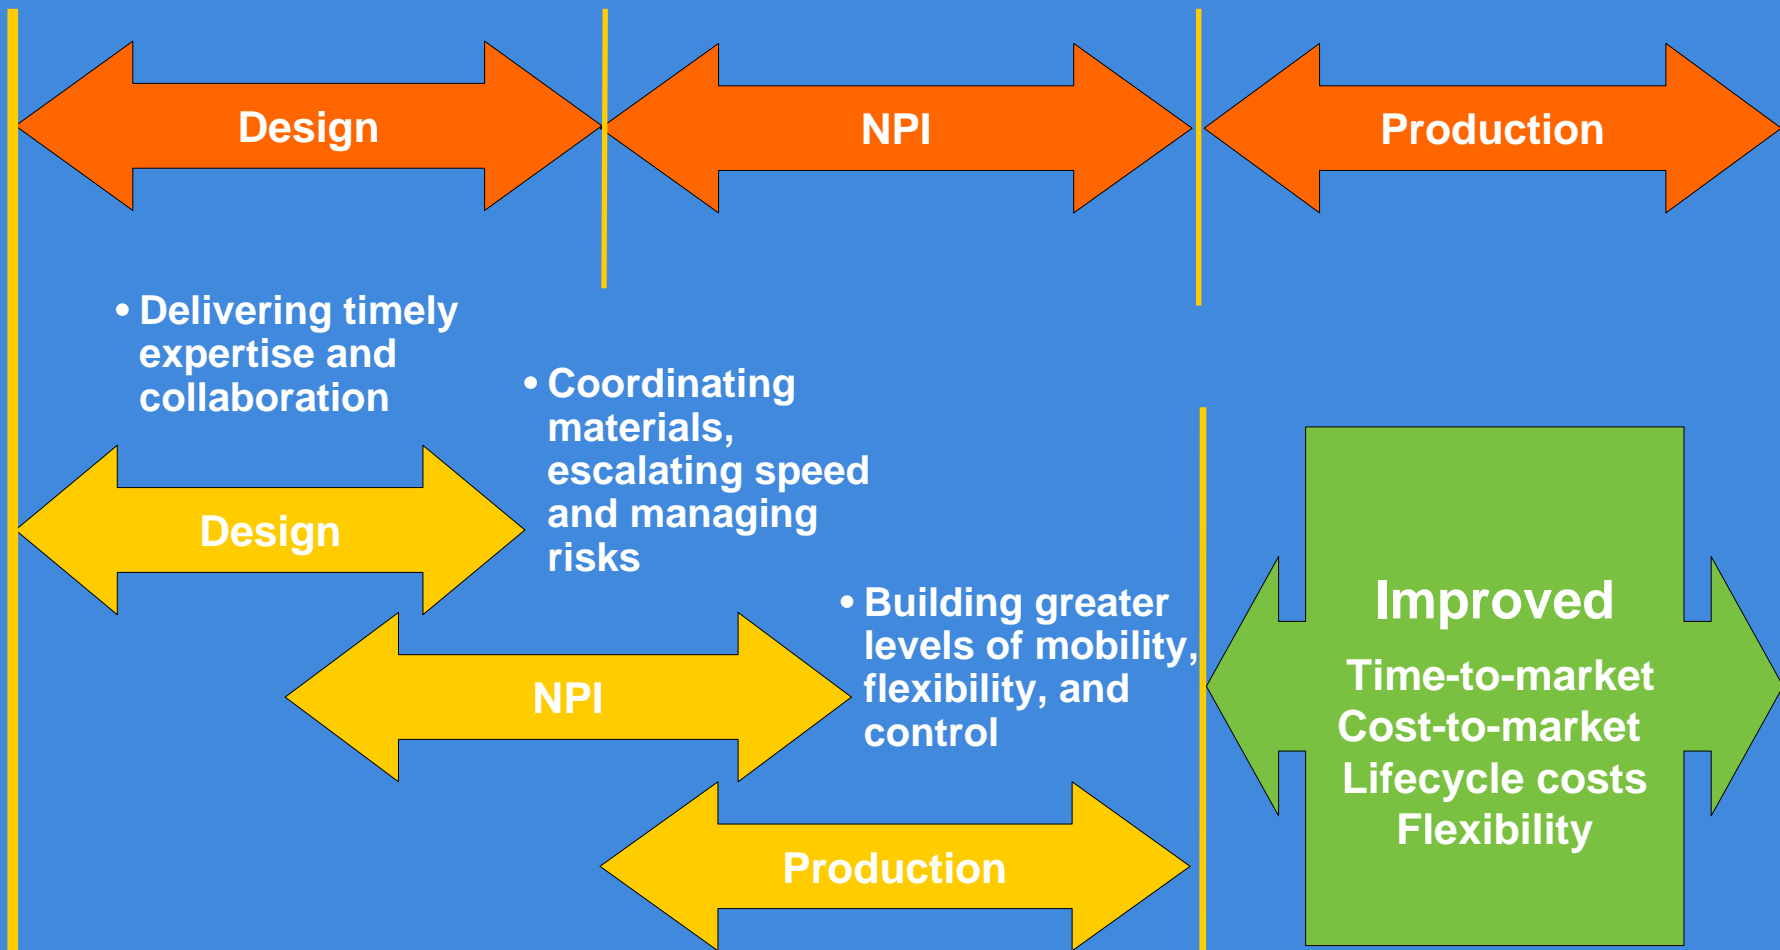 Design
NPI
Production
• Delivering timely
expertise and
collaboration
• Coordinating
materials,
escalating speed
and managing
risks
Design
• Building greater
levels of mobility,
flexibility, and
control
NPI
Production
Improved
Time-to-market
Cost-to-market
Lifecycle costs
Flexibility